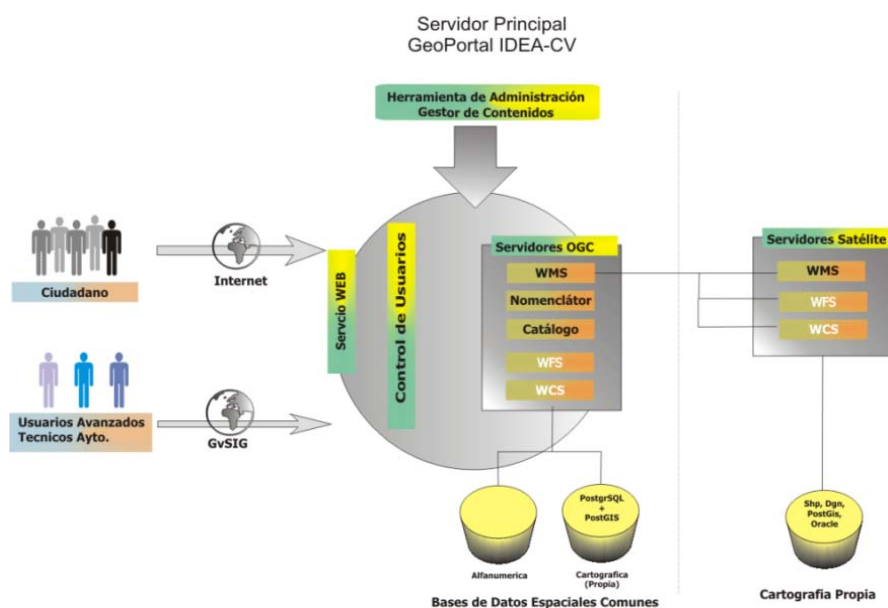 Servidor Principal
GeoPortal IDEA-CV
Herramienta de Administración
Gestor de Contenidos
Ciudadano
Internet
Servcio WEB
Control de Usuarios
Servidores OGC
WMS
Nomenclátor
Catálogo
WFS
WCS
Servidores Satélite
WMS
WFS
WCS
Usuarios Avanzados
Tecnicos Ayto.
GvSIG
PostgrSQL
+
PostGIS
Alfanumerica
Cartografica
(Propia)
Bases de Datos Espaciales Comunes
Shp, Dgn,
PostGis,
Oracle
Cartografia Propia